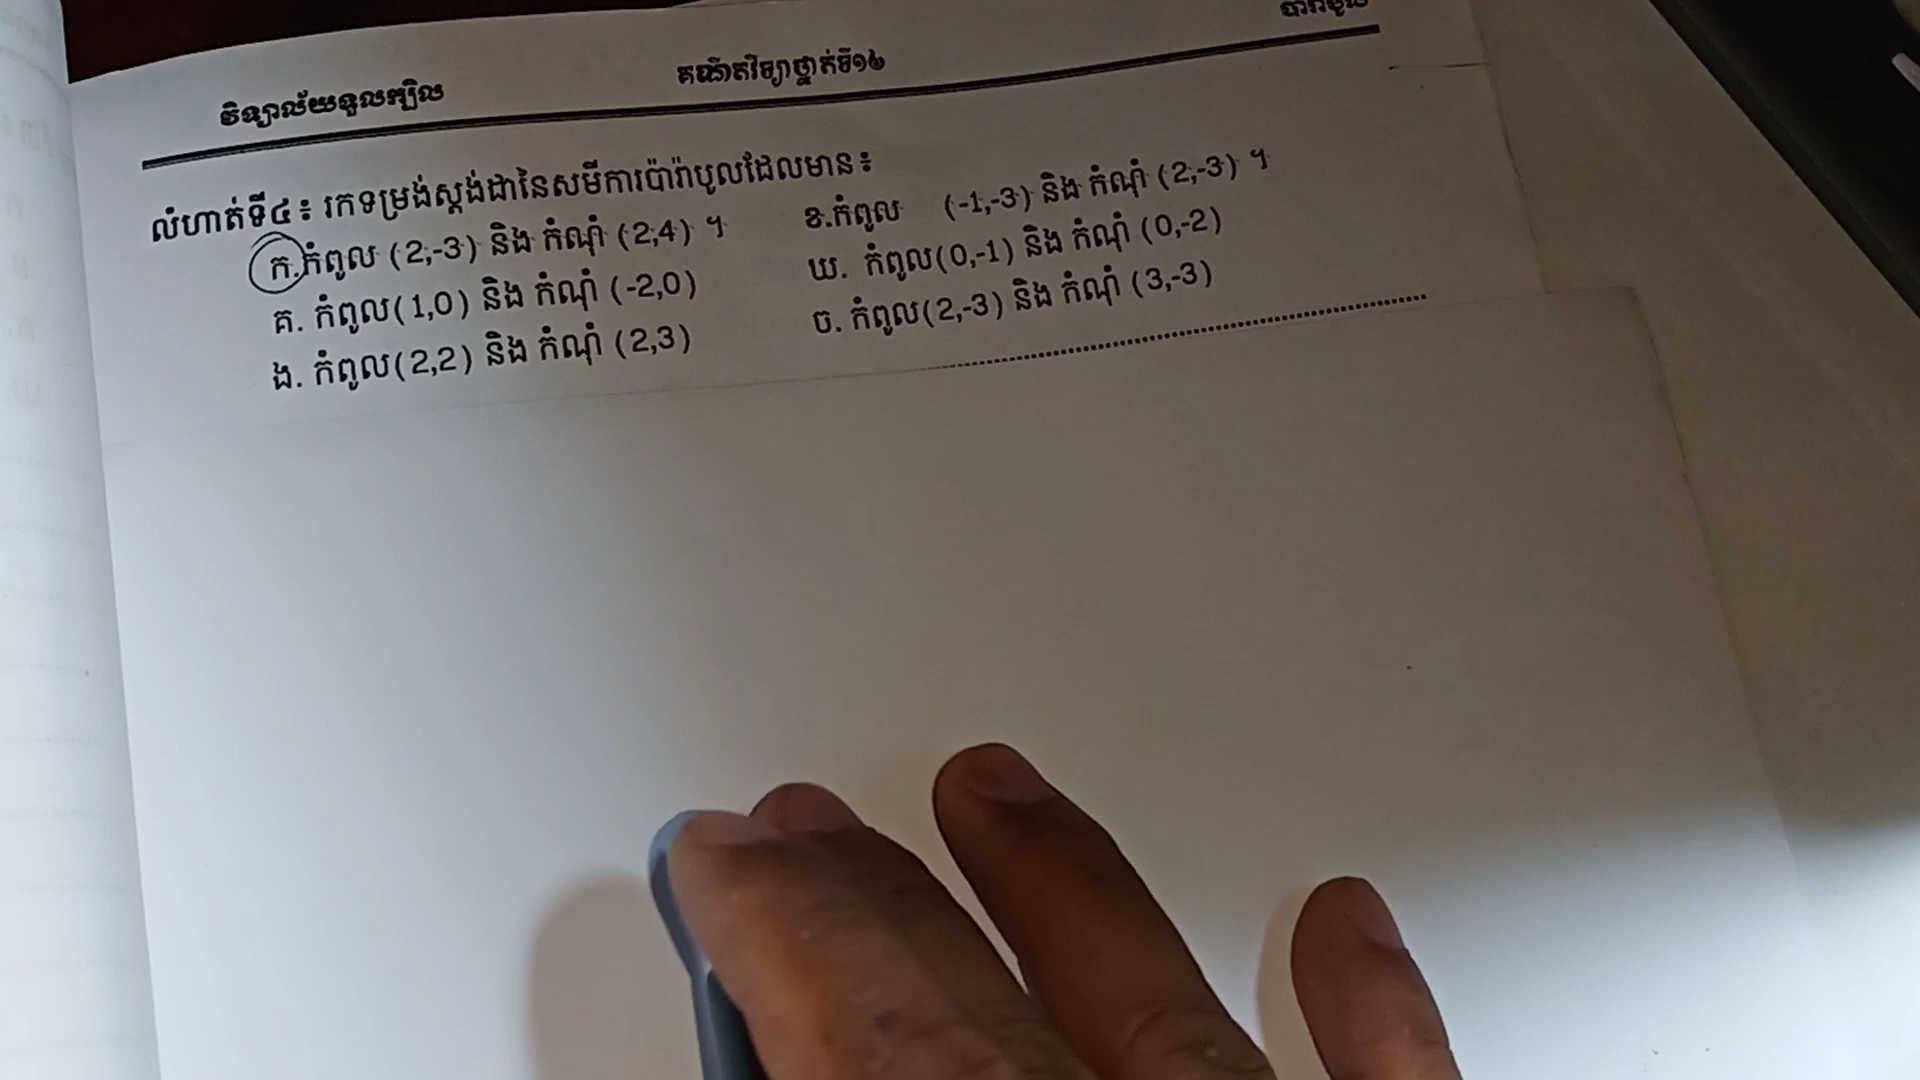 វិទ្យាល័យទួលក្បិល
គណិតវិទ្យាថ្នាក់ទី១២
ប៉ារ៉ាបូល
លំហាត់ទី៤៖ រកទម្រង់ស្តង់ដានៃសមីការប៉ារ៉ាបូលដែលមាន៖
ក.កំពូល (2,-3) និង កំណុំ (2,4) ។ ខ.កំពូល (-1,-3) និង កំណុំ (2,-3) ។
គ. កំពូល(1,0) និង កំណុំ (-2,0) ឃ. កំពូល(0,-1) និង កំណុំ (0,-2)
ង. កំពូល(2,2) និង កំណុំ (2,3) ច. កំពូល(2,-3) និង កំណុំ (3,-3)